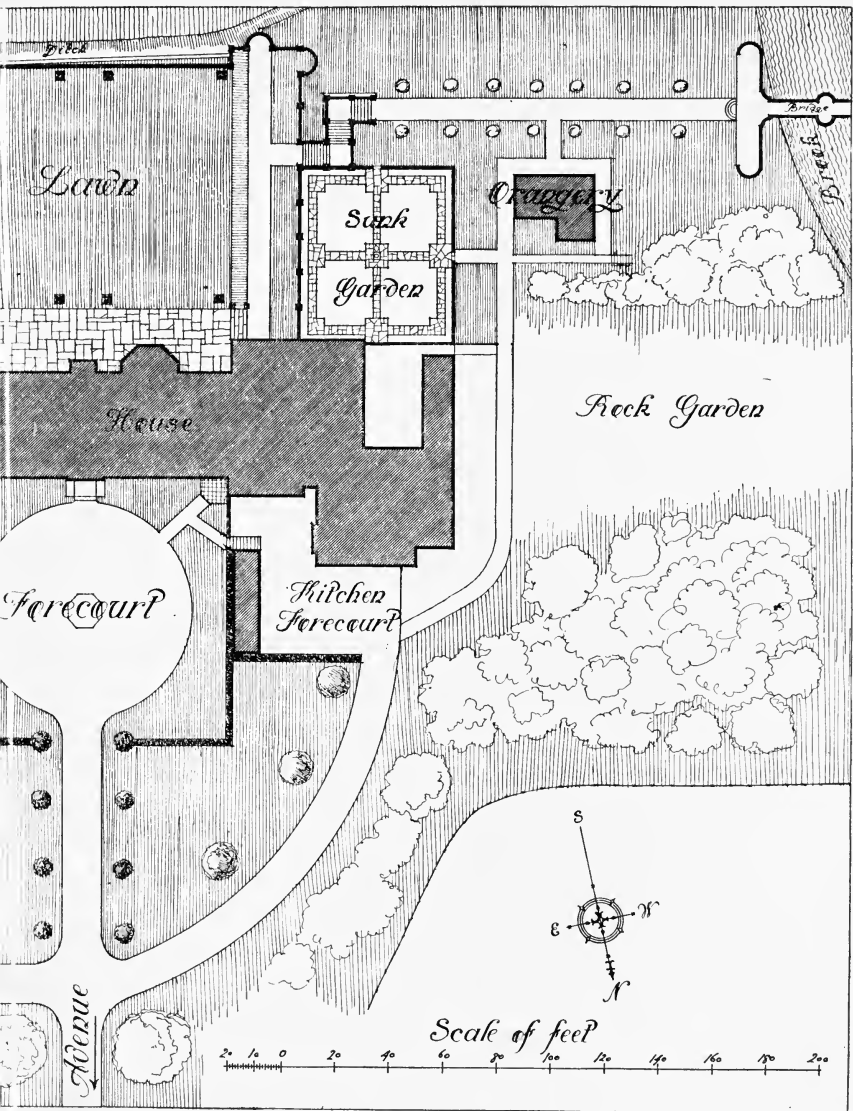 Ditch
Bridge
Brook
Lawn
Orangery
Sunk
Garden
House
Rock Garden
Forecourt
Kitchen
Forecourt
S
E
W
N
Avenue
Scale of feet
20 10 0 20 40 60 80 100 120 140 160 180 200